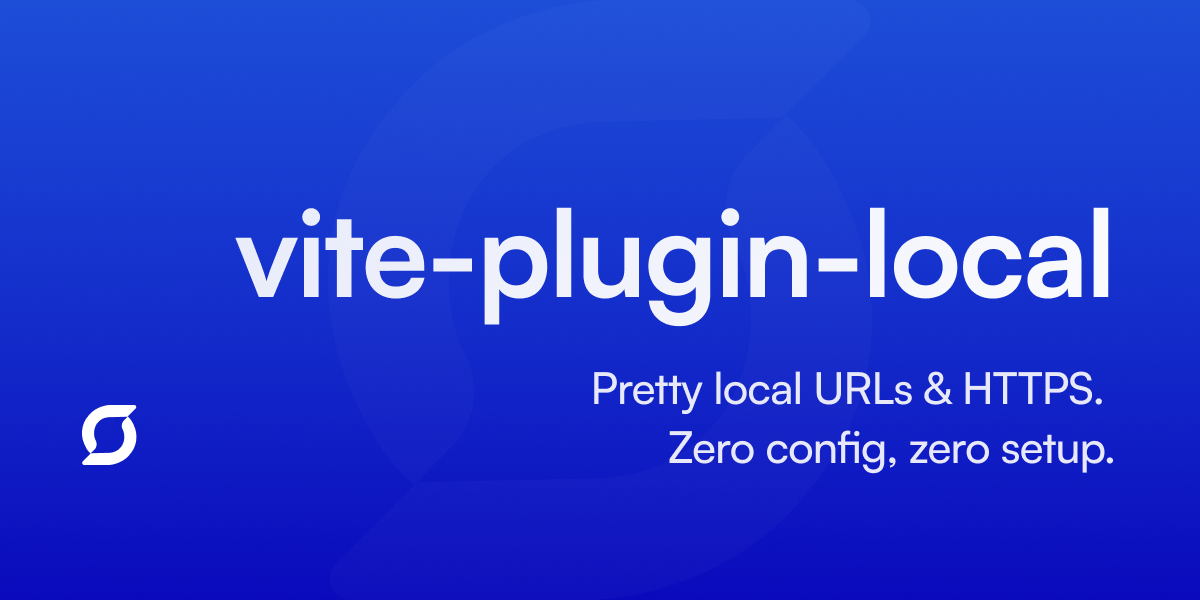 vite-plugin-local
Pretty local URLs & HTTPS.
Zero config, zero setup.